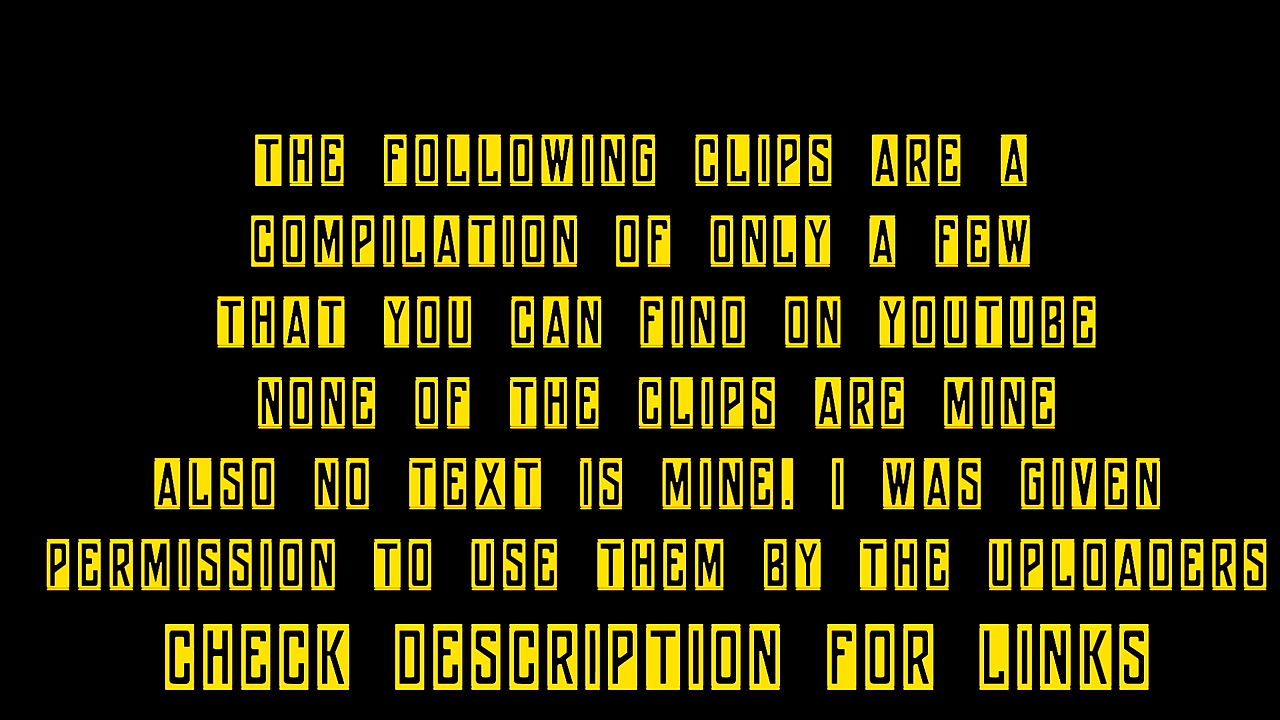 THE FOLLOWING CLIPS ARE A
COMPILATION OF ONLY A FEW
THAT YOU CAN FIND ON YOUTUBE
NONE OF THE CLIPS ARE MINE
ALSO NO TEXT IS MINE. I WAS GIVEN
PERMISSION TO USE THEM BY THE UPLOADERS
CHECK DESCRIPTION FOR LINKS